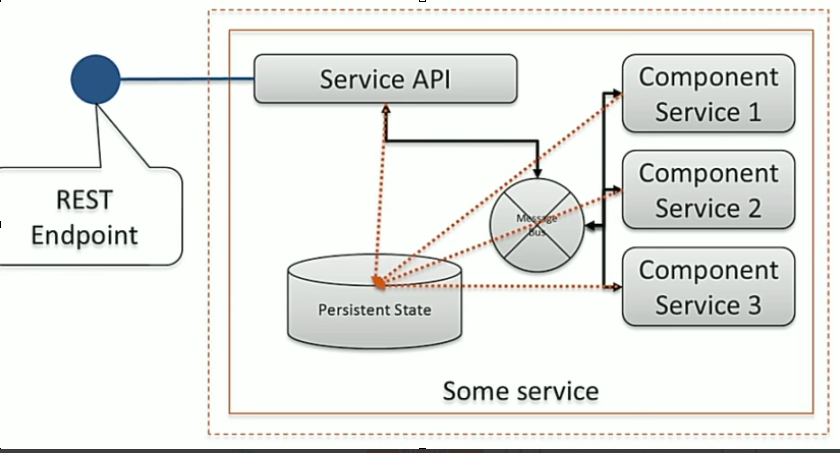 Service API
Component
Service 1
REST
Endpoint
Component
Service 2
Message
Bus
Component
Service 3
Persistent State
Some service